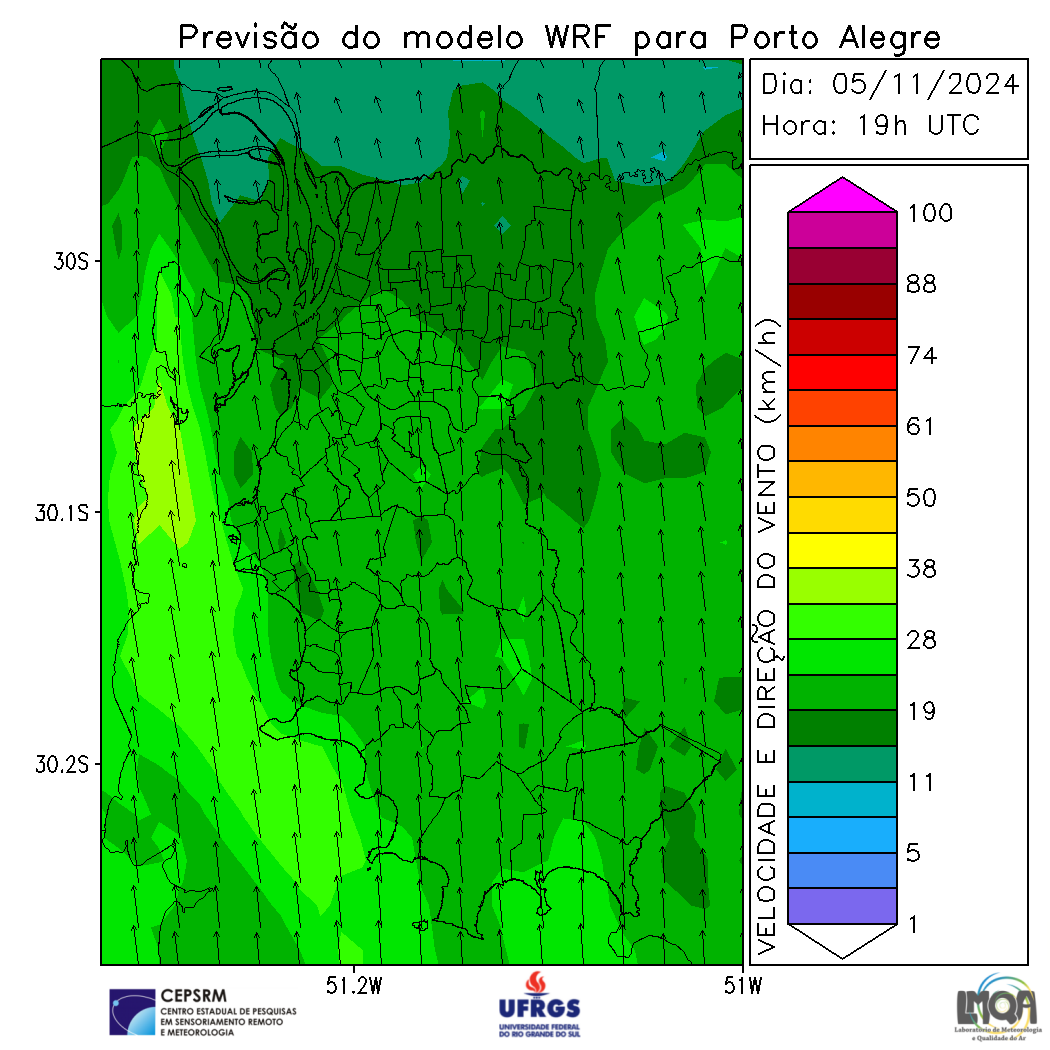 Previsão do modelo WRF para Porto Alegre
Dia: 05/11/2024
Hora: 19h UTC
30S
30.1S
30.2S
51.2W
51W
VELOCIDADE E DIREÇÃO DO VENTO (km/h)
100
88
74
61
50
38
28
19
11
5
1
CEPSRM
CENTRO ESTADUAL DE PESQUISAS
EM SENSORIAMENTO REMOTO
E METEOROLOGIA
UFRGS
UNIVERSIDADE FEDERAL
DO RIO GRANDE DO SUL
LMQA
Laboratório de Meteorologia
e Qualidade do Ar